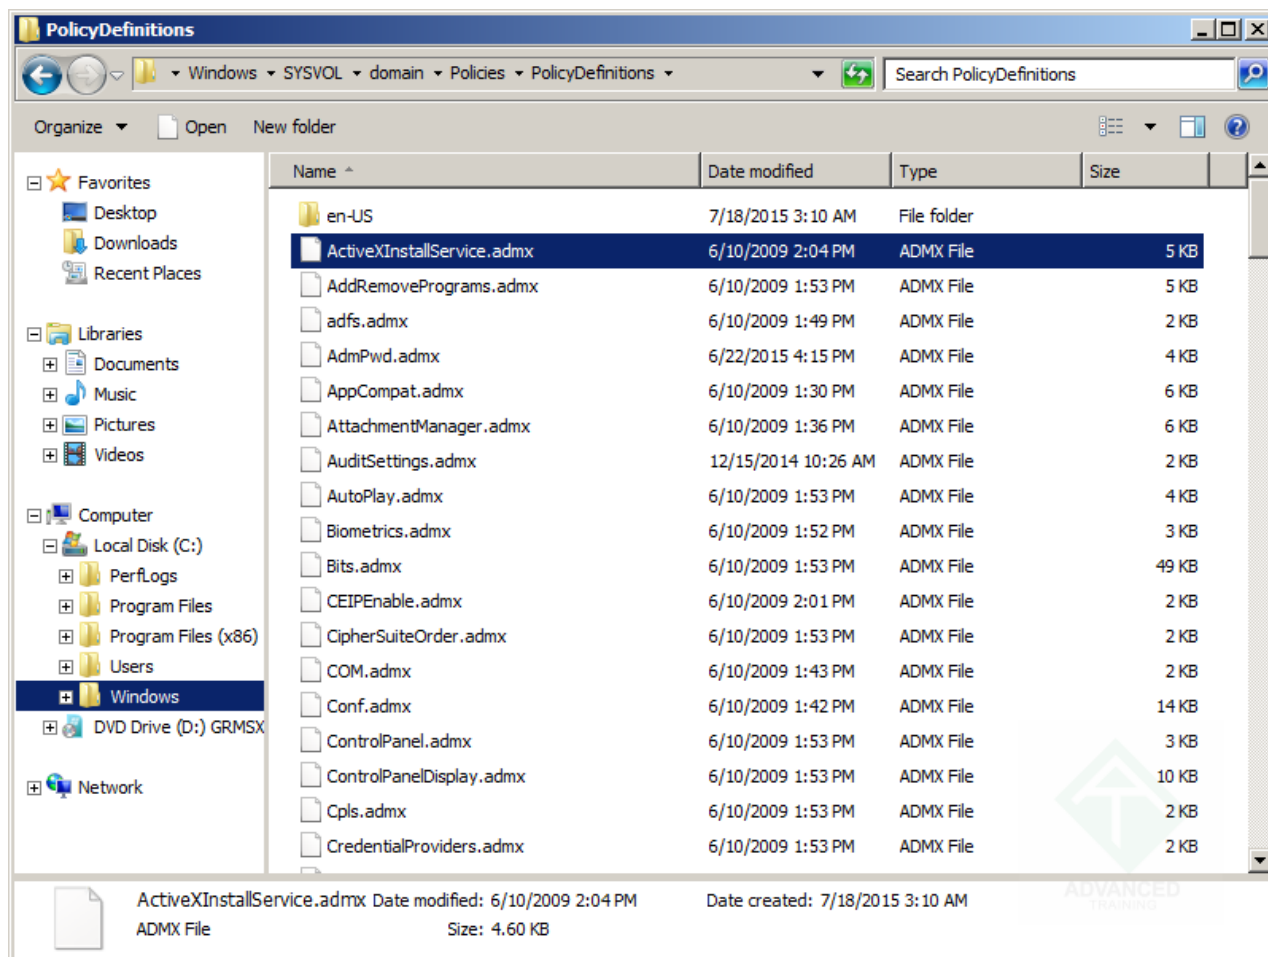 PolicyDefinitions
Windows SYSVOL domain Policies PolicyDefinitions Search PolicyDefinitions
Organize Open New folder
Name Date modified Type Size
Favorites
Desktop
Downloads
Recent Places
Libraries
Documents
Music
Pictures
Videos
Computer
Local Disk (C:)
PerfLogs
Program Files
Program Files (x86)
Users
Windows
DVD Drive (D:) GRMSX
Network
en-US 7/18/2015 3:10 AM File folder
ActiveXInstallService.admx 6/10/2009 2:04 PM ADMX File 5 KB
AddRemovePrograms.admx 6/10/2009 1:53 PM ADMX File 5 KB
adfs.admx 6/10/2009 1:49 PM ADMX File 2 KB
AdmPwd.admx 6/22/2015 4:15 PM ADMX File 4 KB
AppCompat.admx 6/10/2009 1:30 PM ADMX File 6 KB
AttachmentManager.admx 6/10/2009 1:36 PM ADMX File 6 KB
AuditSettings.admx 12/15/2014 10:26 AM ADMX File 2 KB
AutoPlay.admx 6/10/2009 1:53 PM ADMX File 4 KB
Biometrics.admx 6/10/2009 1:52 PM ADMX File 3 KB
Bits.admx 6/10/2009 1:53 PM ADMX File 49 KB
CEIPEnable.admx 6/10/2009 2:01 PM ADMX File 2 KB
CipherSuiteOrder.admx 6/10/2009 1:53 PM ADMX File 2 KB
COM.admx 6/10/2009 1:43 PM ADMX File 2 KB
Conf.admx 6/10/2009 1:42 PM ADMX File 14 KB
ControlPanel.admx 6/10/2009 1:53 PM ADMX File 3 KB
ControlPanelDisplay.admx 6/10/2009 1:53 PM ADMX File 10 KB
Cpls.admx 6/10/2009 1:53 PM ADMX File 2 KB
CredentialProviders.admx 6/10/2009 1:53 PM ADMX File 2 KB
ActiveXInstallService.admx Date modified: 6/10/2009 2:04 PM Date created: 7/18/2015 3:10 AM
ADMX File Size: 4.60 KB
ADVANCED
TRAINING